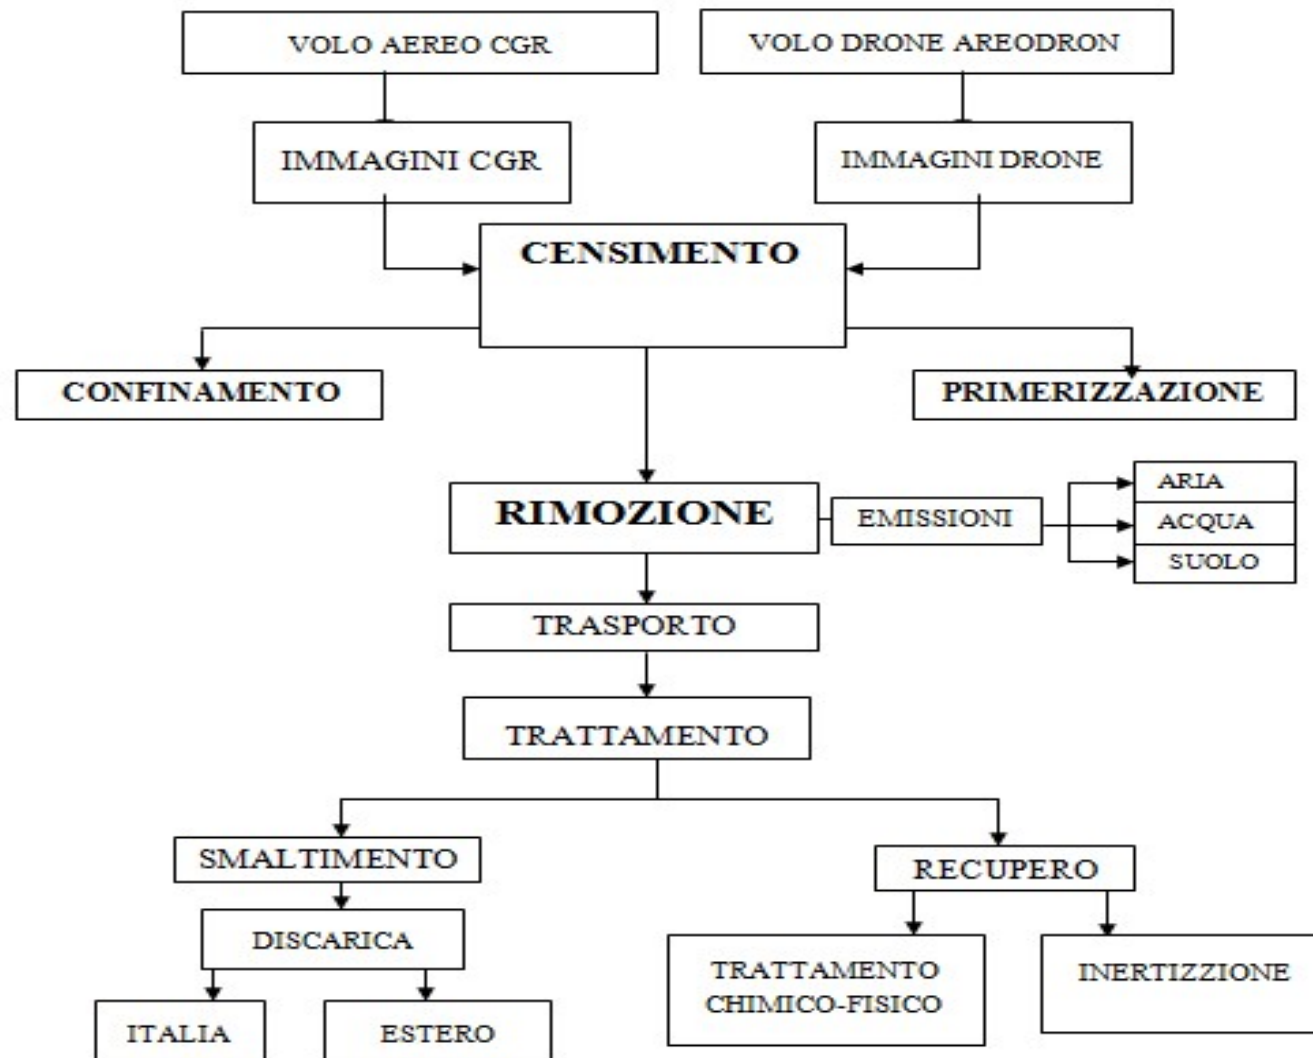 VOLO AEREO CGR
VOLO DRONE AREODRON
IMMAGINI CGR
IMMAGINI DRONE
CENSIMENTO
CONFINAMENTO
PRIMERIZZAZIONE
RIMOZIONE
EMISSIONI
ARIA
ACQUA
SUOLO
TRASPORTO
TRATTAMENTO
SMALTIMENTO
RECUPERO
DISCARICA
TRATTAMENTO
CHIMICO-FISICO
INERTIZZIONE
ITALIA
ESTERO